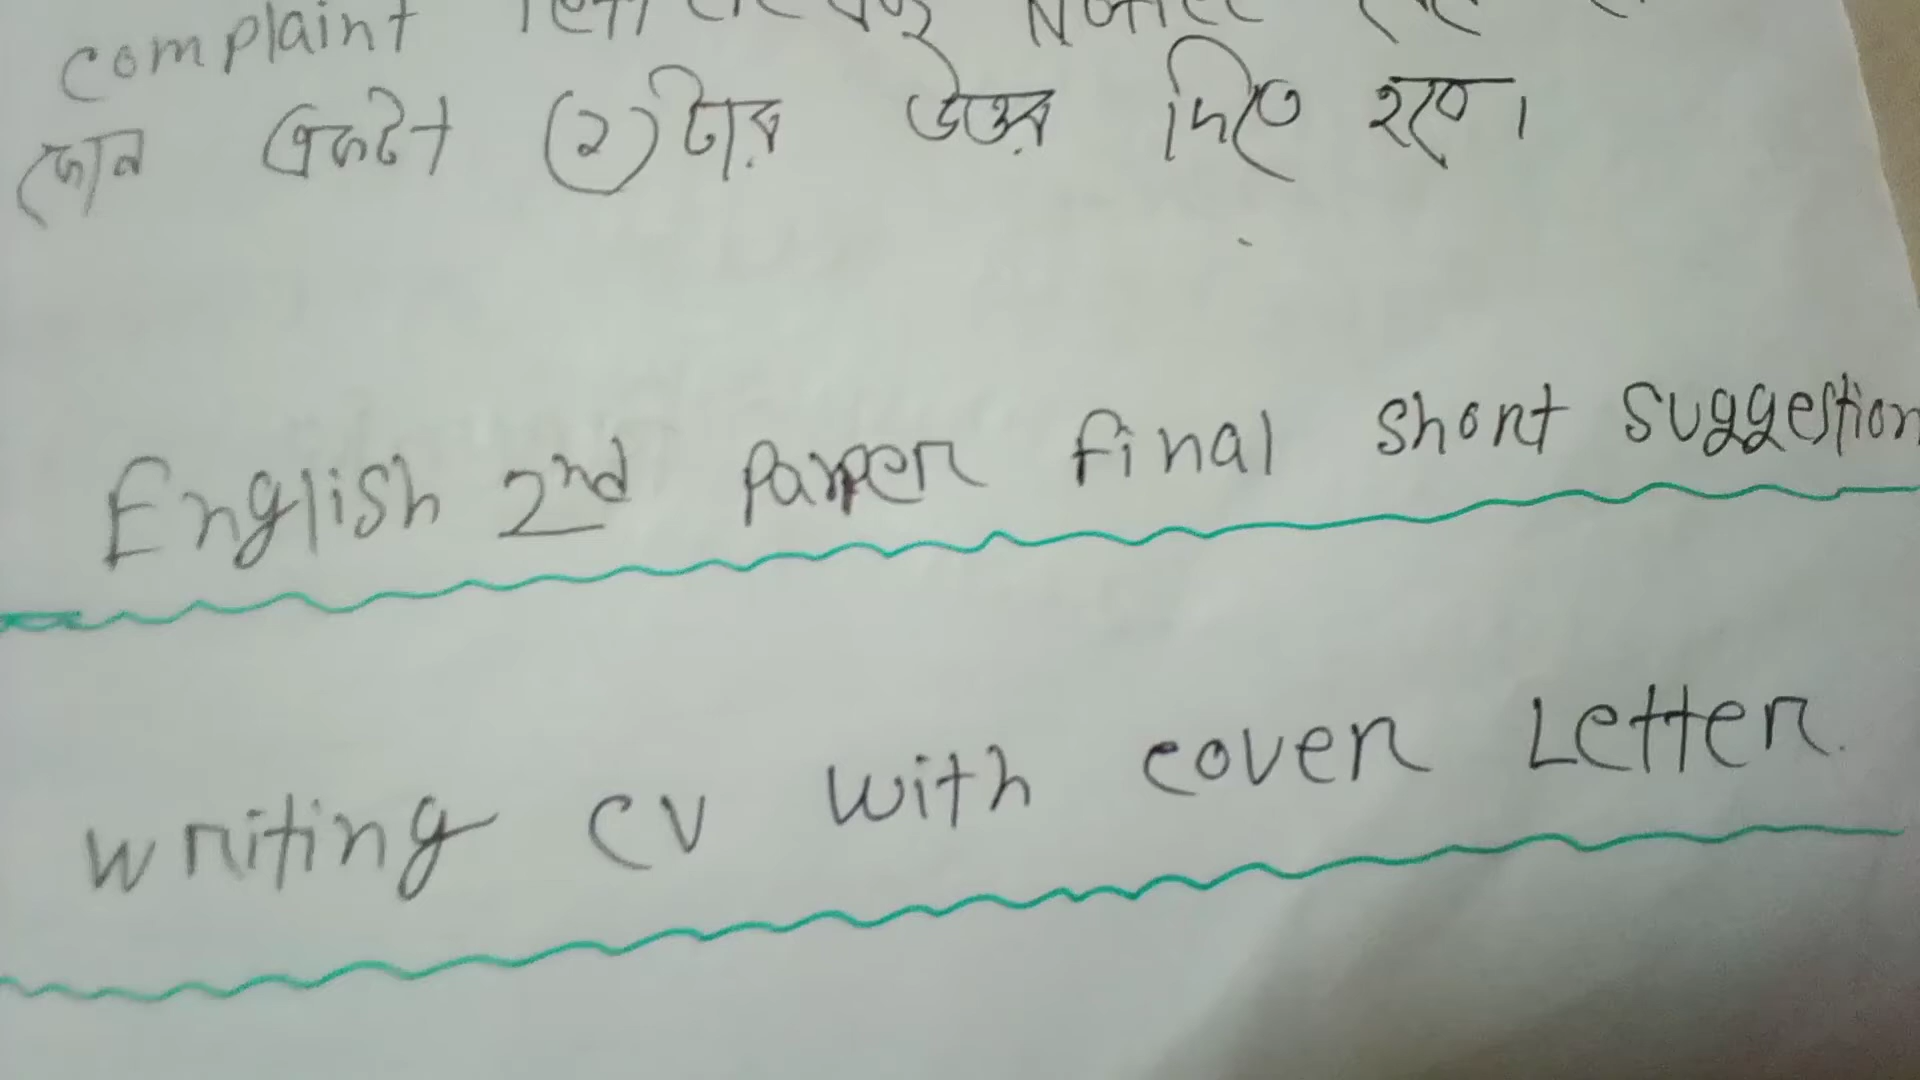 complaint
কোন একটা (২) টার উত্তর দিতে হবে।
English 2nd Paper final short suggestion
writing cv with cover Letter.